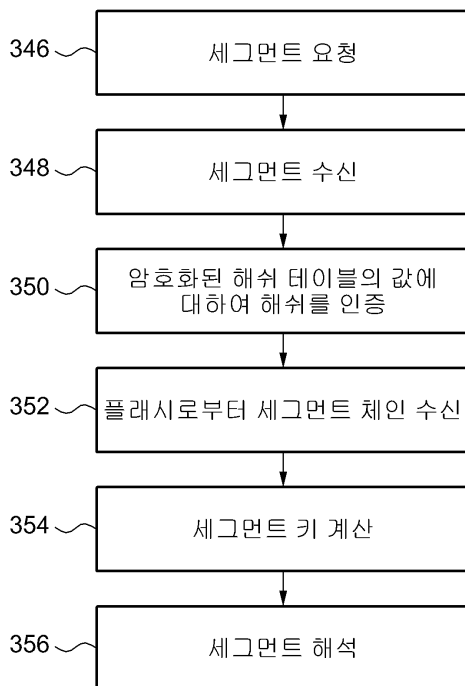 346
세그먼트 요청
348
세그먼트 수신
350
암호화된 해쉬 테이블의 값에
대하여 해쉬를 인증
352
플래시로부터 세그먼트 체인 수신
354
세그먼트 키 계산
356
세그먼트 해석